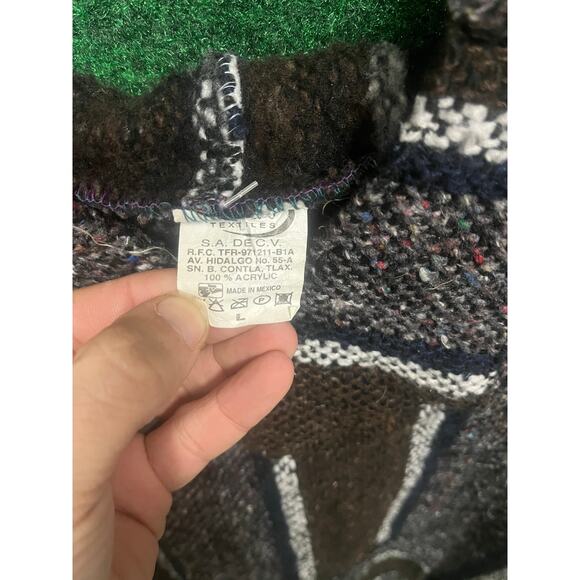 TEXTILES
S.A. DE C.V.
R.F.C. TFR-971211-B1A
AV. HIDALGO No. 55-A
SN. B. CONTLA, TLAX.
100 % ACRYLIC
MADE IN MEXICO
P
L